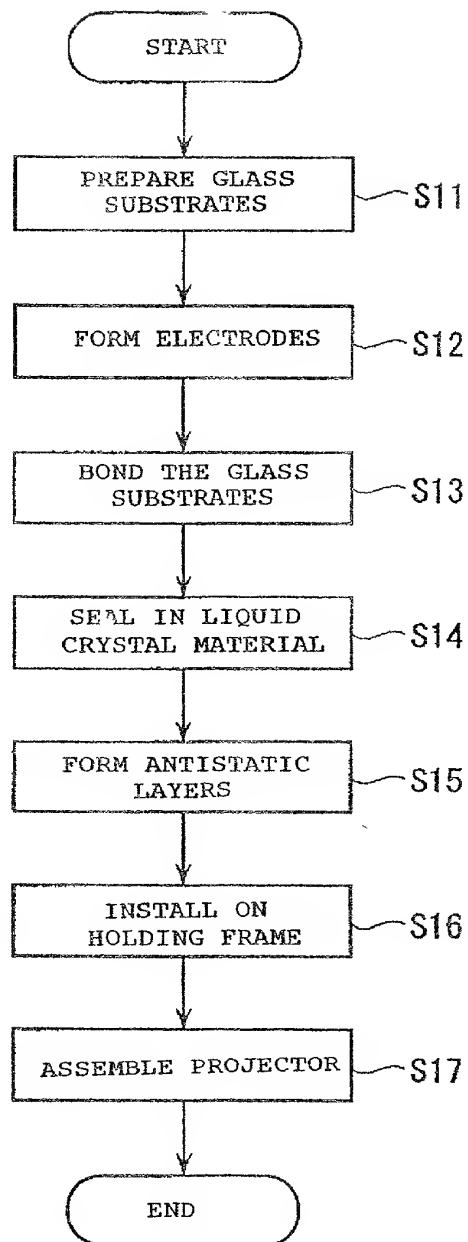 START
PREPARE GLASS
SUBSTRATES
S11
FORM ELECTRODES
S12
BOND THE GLASS
SUBSTRATES
S13
SEAL IN LIQUID
CRYSTAL MATERIAL
S14
FORM ANTISTATIC
LAYERS
S15
INSTALL ON
HOLDING FRAME
S16
ASSEMBLE PROJECTOR
S17
END